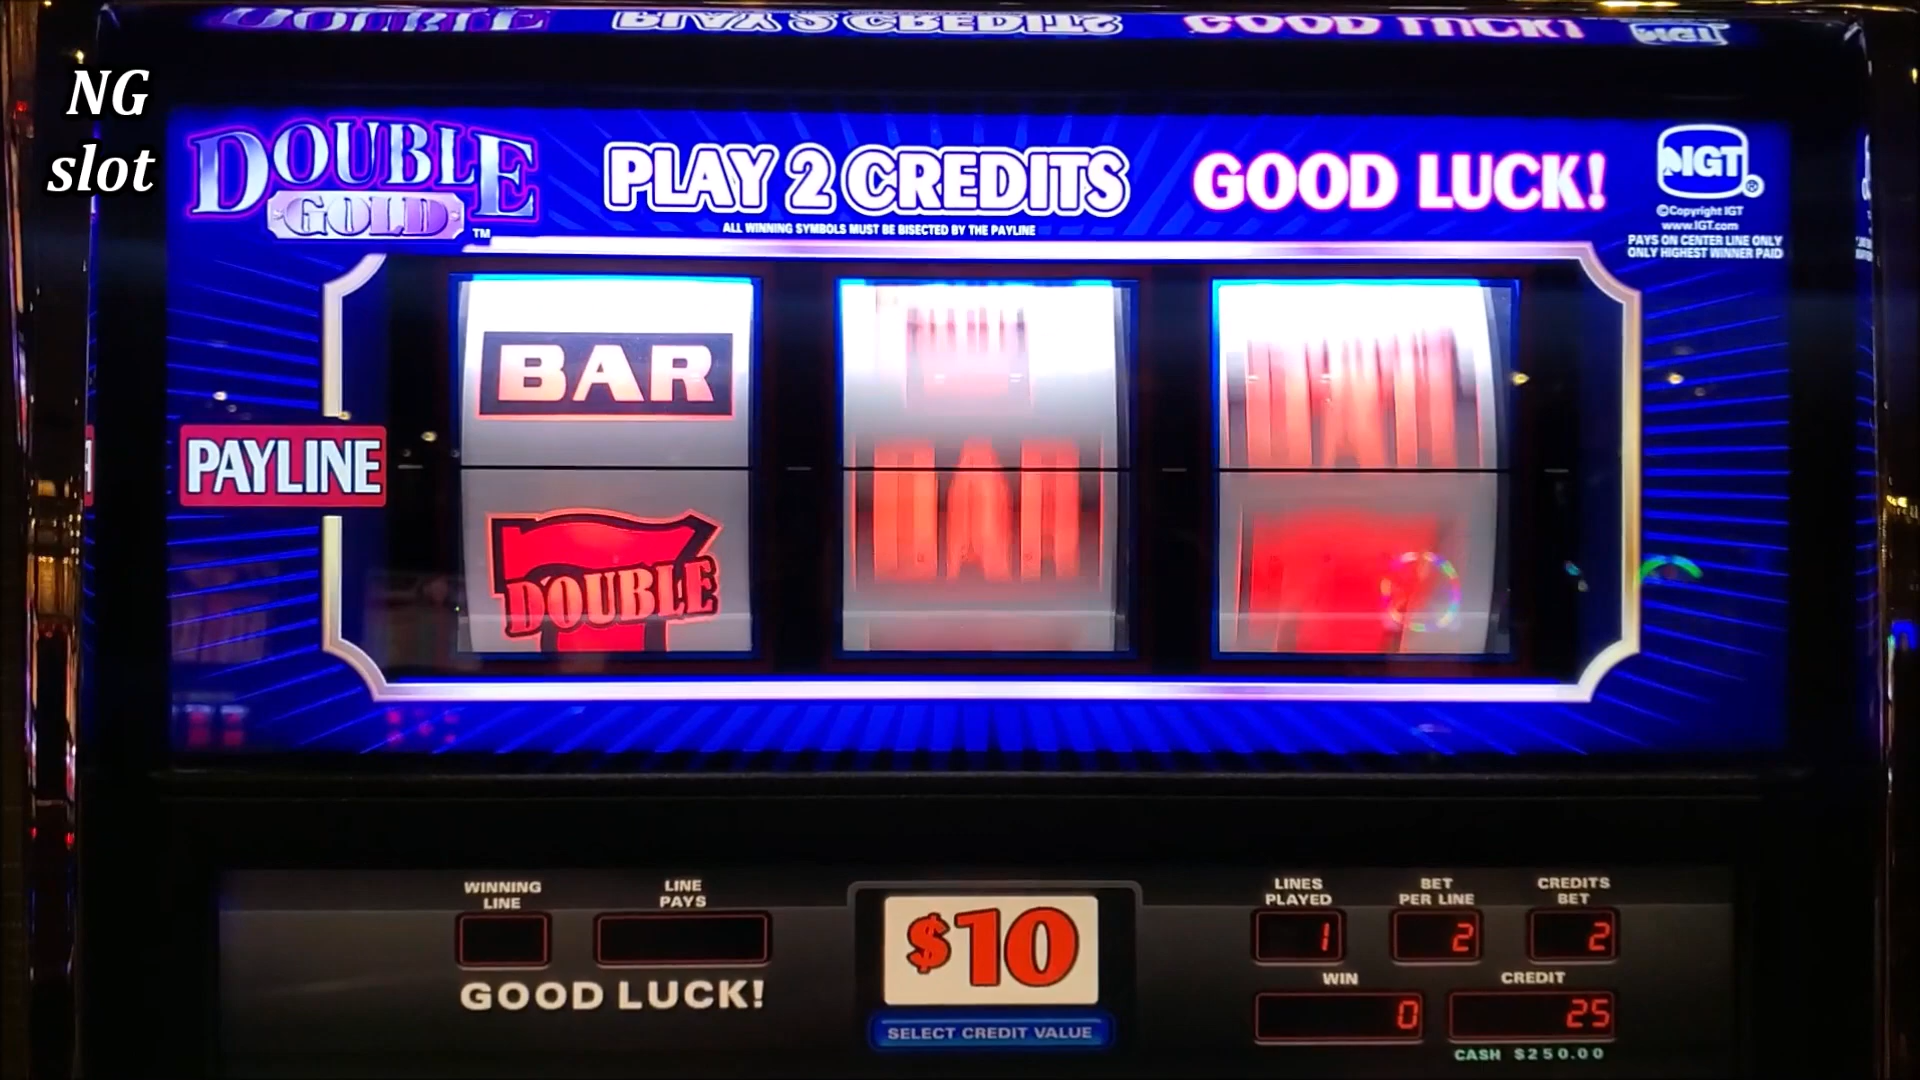 NG
slot
DOUBLE
GOLD
TM
PLAY 2 CREDITS
GOOD LUCK!
ALL WINNING SYMBOLS MUST BE BISECTED BY THE PAYLINE
IGT
®
©Copyright IGT
www.IGT.com
PAYS ON CENTER LINE ONLY
ONLY HIGHEST WINNER PAID
BAR
PAYLINE
7
DOUBLE
WINNING
LINE
LINE
PAYS
GOOD LUCK!
$10
SELECT CREDIT VALUE
LINES
PLAYED
1
BET
PER LINE
2
CREDITS
BET
2
WIN
0
CREDIT
25
CASH $250.00